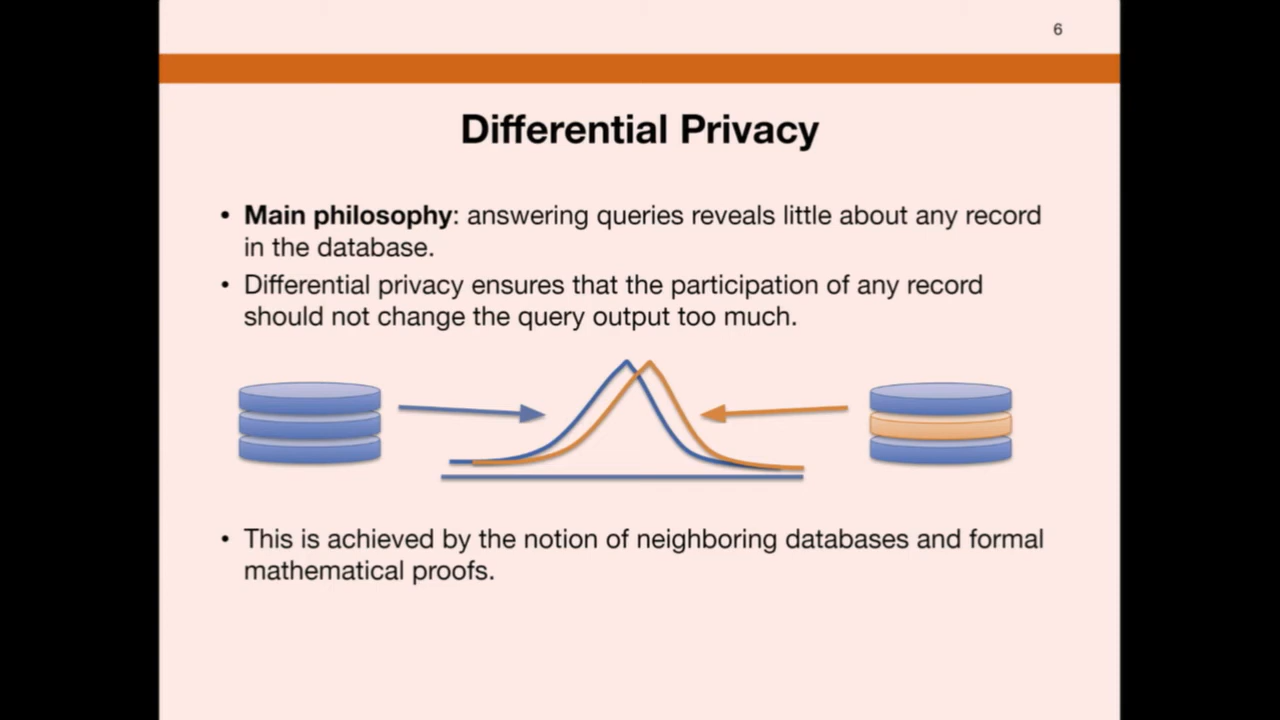 6
Differential Privacy
• Main philosophy: answering queries reveals little about any record
in the database.
• Differential privacy ensures that the participation of any record
should not change the query output too much.
• This is achieved by the notion of neighboring databases and formal
mathematical proofs.